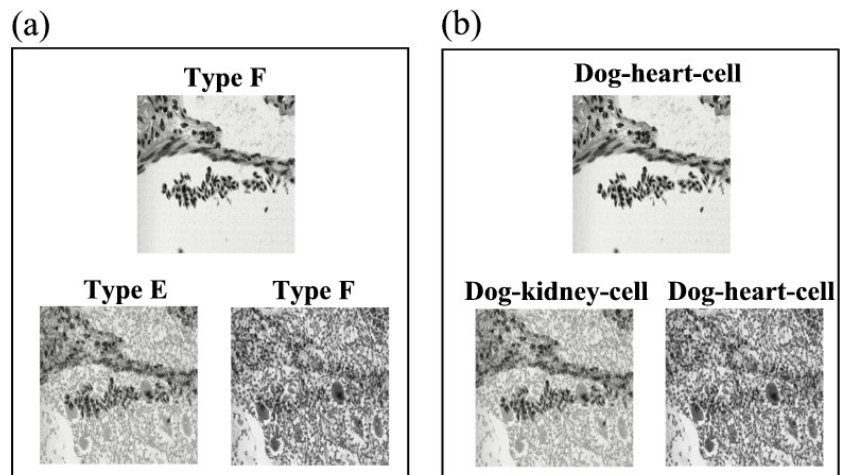 (a)
(b)
Type F
Dog-heart-cell
Type E
Type F
Dog-kidney-cell
Dog-heart-cell